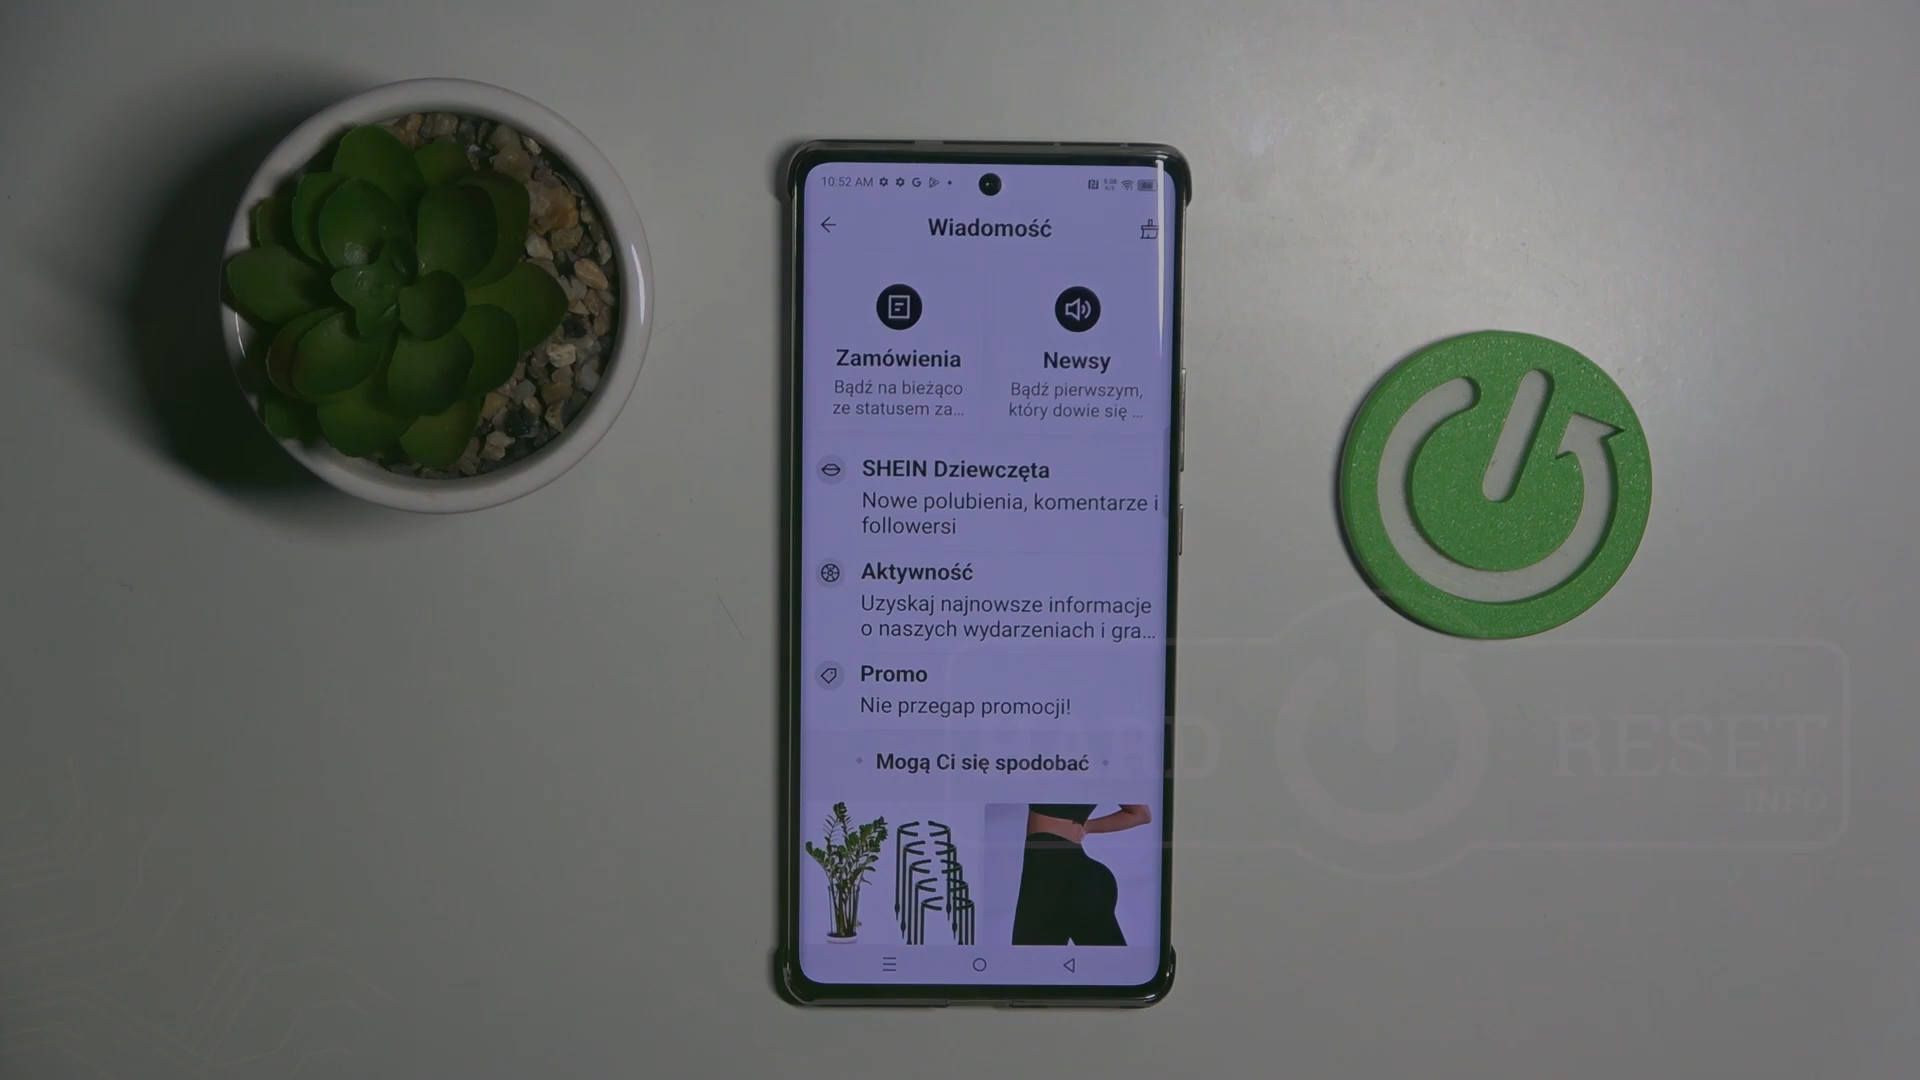 10:52 AM
Wiadomość
Zamówienia
Bądź na bieżąco
ze statusem za...
Newsy
Bądź pierwszym,
który dowie się ...
SHEIN Dziewczęta
Nowe polubienia, komentarze i
followersi
Aktywność
Uzyskaj najnowsze informacje
o naszych wydarzeniach i gra...
Promo
Nie przegap promocji!
Mogą Ci się spodobać
HARD RESET
INFO